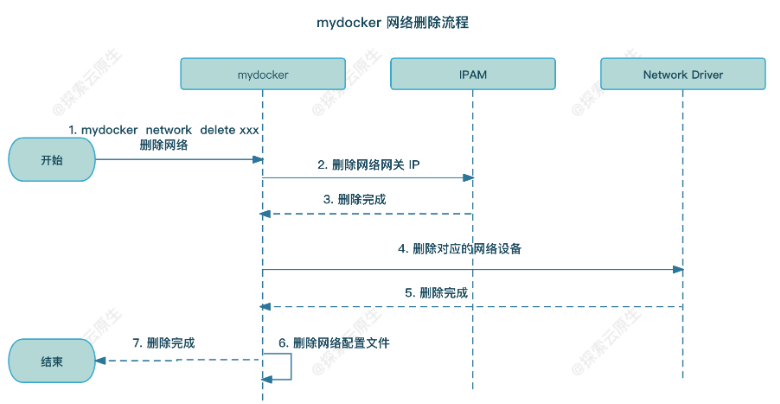 mydocker 网络删除流程
@探索云原生
@探索云原生
@探索云原生
mydocker
IPAM
Network Driver
1. mydocker network delete xxx
删除网络
开始
2. 删除网络网关 IP
3. 删除完成
4. 删除对应的网络设备
5. 删除完成
@探索云原生
@探索云原生
@探索云原生
6. 删除网络配置文件
7. 删除完成
结束